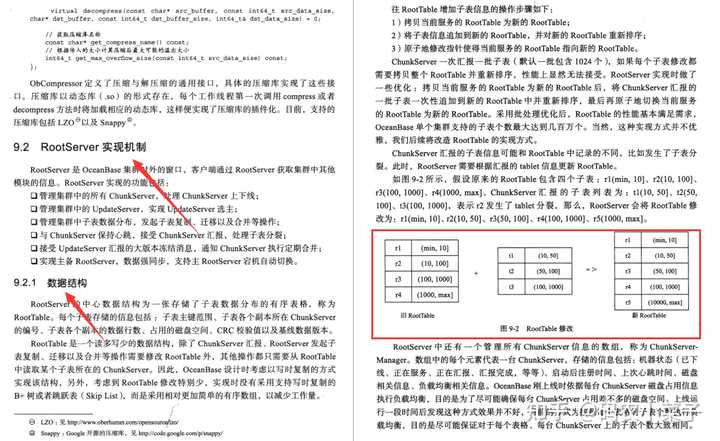 virtual decompress(const char* src_buffer, const int64_t src_data_size,
char* dst_buffer, const int64_t dst_buffer_size, int64_t& dst_data_size) = 0;
// 获取压缩库名称
const char* get_compress_name() const;
// 根据传入的大小计算压缩后最大可能的溢出大小
int64_t get_max_overflow_size(const int64_t src_data_size) const;
};
ObCompressor 定义了压缩与解压缩的通用接口，具体的压缩库实现了这些接
口。压缩库以动态库（.so）的形式存在，每个工作线程第一次调用 compress 或者
decompress 方法时将加载相应的动态库，这样便实现了压缩库的插件化。目前，支持的
压缩库包括 LZO⊖以及 Snappy⊜。
9.2 RootServer 实现机制
RootServer 是 OceanBase 集群对外的窗口，客户端通过 RootServer 获取集群中其他
模块的信息。RootServer 实现的功能包括：
❑ 管理集群中的所有 ChunkServer，处理 ChunkServer 上下线；
❑ 管理集群中的 UpdateServer，实现 UpdateServer 选主；
❑ 管理集群中子表数据分布，发起子表复制、迁移以及合并等操作；
❑ 与 ChunkServer 保持心跳，接受 ChunkServer 汇报，处理子表分裂；
❑ 接受 UpdateServer 汇报的大版本冻结消息，通知 ChunkServer 执行定期合并；
❑ 实现主备 RootServer，数据强同步，支持主 RootServer 宕机自动切换。
9.2.1 数据结构
RootServer 的中心数据结构为一张存储了子表数据分布的有序表格，称为
RootTable。每个子表存储的信息包括：子表主键范围、子表各个副本所在 ChunkServer
的编号、子表各个副本的数据行数、占用的磁盘空间、CRC 校验值以及基线数据版本。
RootTable 是一个读多写少的数据结构，除了 ChunkServer 汇报、RootServer 发起子
表复制、迁移以及合并等操作需要修改 RootTable 外，其他操作都只需要从 RootTable
中读取某个子表所在的 ChunkServer。因此，OceanBase 设计时考虑以写时复制的方式
实现该结构，另外，考虑到 RootTable 修改特别少，实现时没有采用支持写时复制的
B+ 树或者跳跃表（Skip List），而是采用相对更加简单的有序数组，以减少工作量。
⊖ LZO：见 http://www.oberhumer.com/opensource/lzo/
⊜ Snappy：Google 开源的压缩库，见 http://code.google.com/p/snappy/
往 RootTable 增加子表信息的操作步骤如下：
1）拷贝当前服务的 RootTable 为新的 RootTable；
2）将子表信息追加到新的 RootTable，并对新的 RootTable 重新排序；
3）原子地修改指针使得当前服务的 RootTable 指向新的 RootTable。
ChunkServer 一次汇报一批子表（默认一批包含 1024 个），如果每个子表修改都
需要拷贝整个 RootTable 并重新排序，性能上显然无法接受。RootServer 实现时做了
一些优化：拷贝当前服务的 RootTable 为新的 RootTable 后，将 ChunkServer 汇报的
一批子表一次性追加到新的 RootTable 中并重新排序，最后再原子地切换当前服务
的 RootTable 为新的 RootTable。采用批处理优化后，RootTable 的性能基本满足需求，
OceanBase 单个集群支持的子表个数最大达到几百万个。当然，这种实现方式并不优
雅，我们后续将改造 RootTable 的实现方式。
ChunkServer 汇报的子表信息可能和 RootTable 中记录的不同，比如发生了子表分
裂。此时，RootServer 需要根据汇报的 tablet 信息更新 RootTable。
如图 9-2 所示，假设原来的 RootTable 包含四个子表：r1(min, 10]、r2(10, 100]、
r3(100, 1000]、r4(1000, max]，ChunkServer 汇报的子表列表为：t1(10, 50]、t2(50,
100]、t3(100, 1000]，表示 r2 发生了 tablet 分裂，那么，RootServer 会将 RootTable 修
改为：r1(min, 10]、r2(10, 50]、r3(50, 100]、r4(100, 1000]、r5(1000, max]。
r1 (min, 10]
r2 (10, 100]
r3 (100, 1000]
r4 (1000, max]
旧 RootTable
+
t1 (10, 50]
t2 (50, 100]
t3 (100, 1000]
=>
r1 (min, 10]
r2 (10, 50]
r3 (50, 100]
r4 (100, 1000]
r5 (10000, max]
新 RootTable
图 9-2 RootTable 修改
RootServer 中还有一个管理所有 ChunkServer 信息的数组，称为 ChunkServer-
Manager。数组中的每个元素代表一台 ChunkServer，存储的信息包括：机器状态（已下
线、正在服务、正在汇报、汇报完成，等等）、启动后注册时间、上次心跳时间、磁盘
相关信息、负载均衡相关信息。OceanBase 刚上线时依据每台 ChunkServer 磁盘占用信息
执行负载均衡，目的是为了尽可能确保每台 ChunkServer 占用差不多的磁盘空间。上线运
行一段时间后发现这种方式效果并不好，
载均衡，目的是尽可能保证对于每个表格，每台 ChunkServer 上的子表个数大致相同。